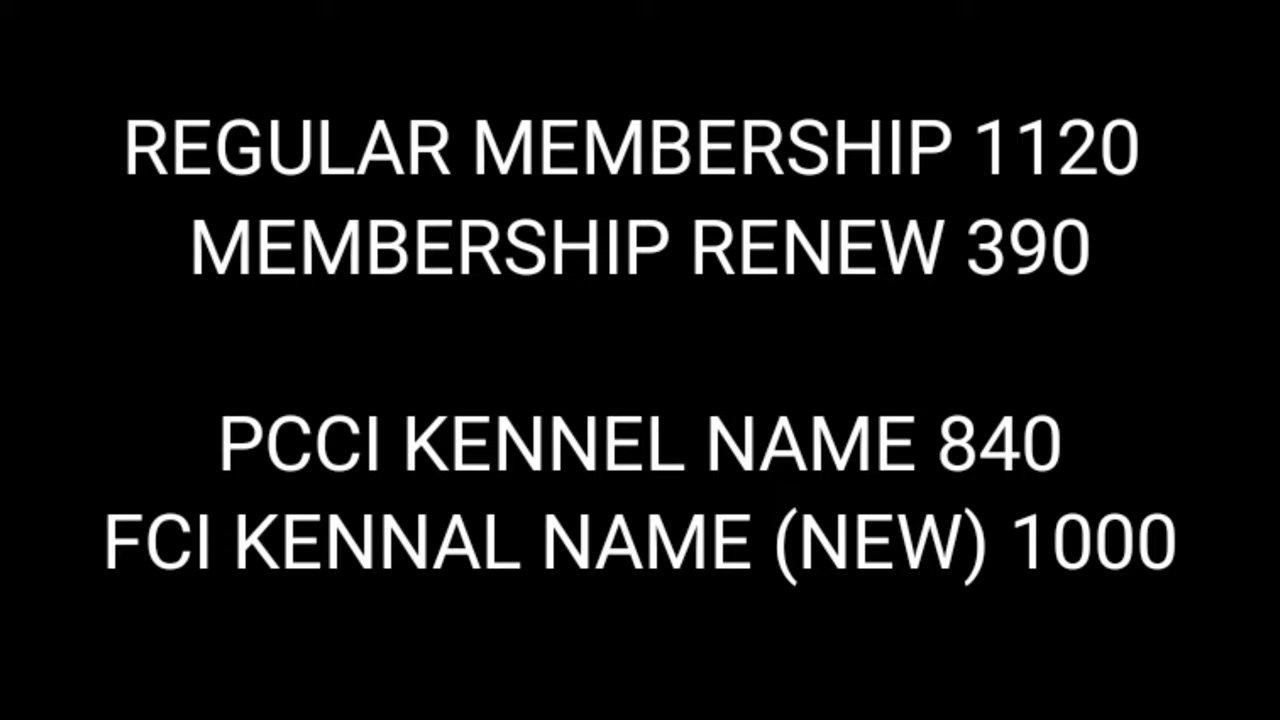 REGULAR MEMBERSHIP 1120
MEMBERSHIP RENEW 390
PCCI KENNEL NAME 840
FCI KENNAL NAME (NEW) 1000